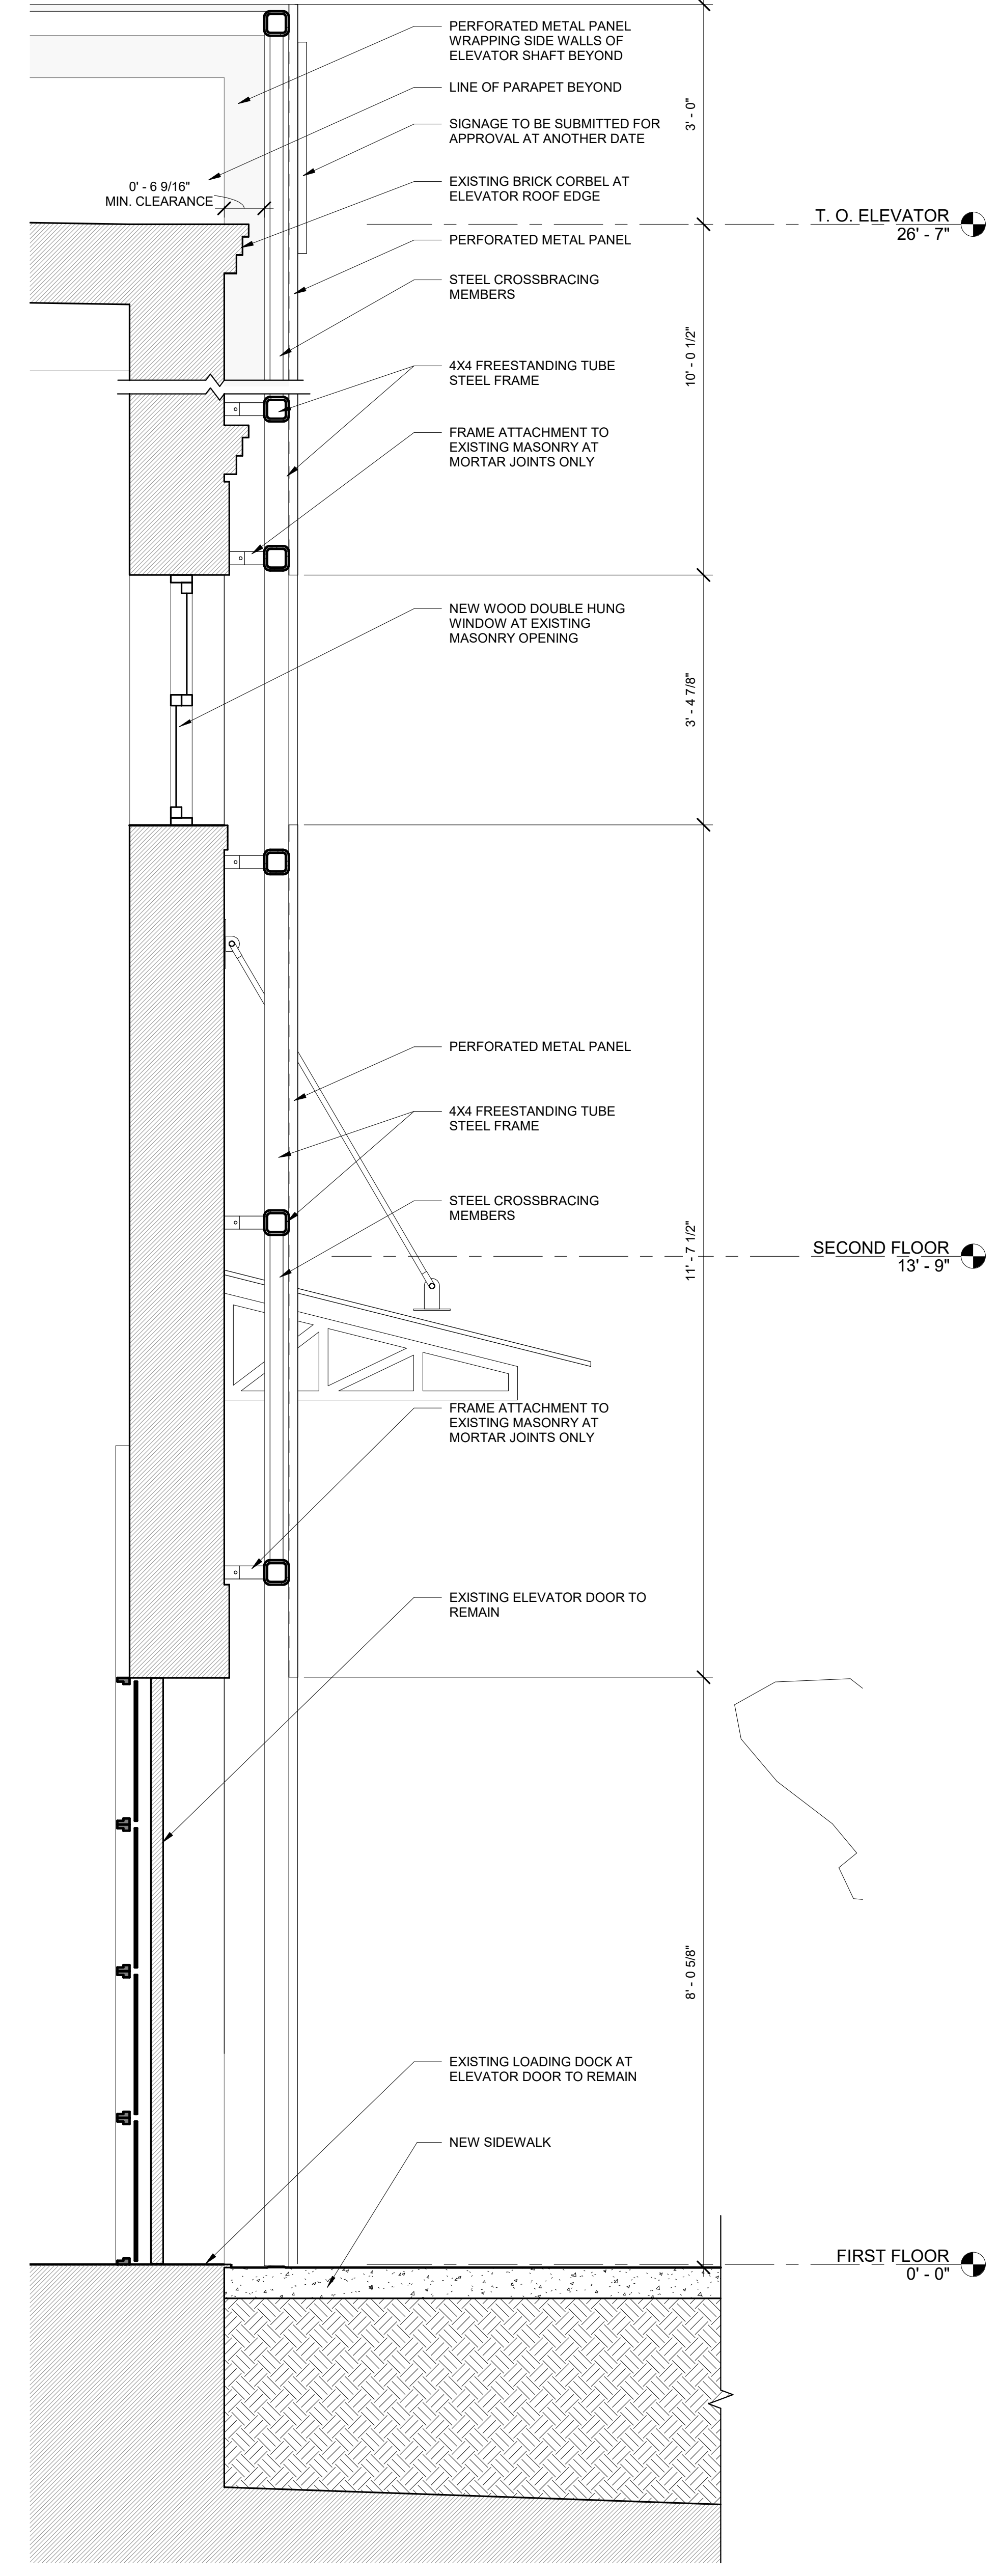 PERFORATED METAL PANEL
WRAPPING SIDE WALLS OF
ELEVATOR SHAFT BEYOND
LINE OF PARAPET BEYOND
3' - 0"
SIGNAGE TO BE SUBMITTED FOR
APPROVAL AT ANOTHER DATE
0' - 6 9/16"
MIN. CLEARANCE
EXISTING BRICK CORBEL AT
ELEVATOR ROOF EDGE
T. O. ELEVATOR
26' - 7"
PERFORATED METAL PANEL
STEEL CROSSBRACING
MEMBERS
10' - 0 1/2"
4X4 FREESTANDING TUBE
STEEL FRAME
FRAME ATTACHMENT TO
EXISTING MASONRY AT
MORTAR JOINTS ONLY
NEW WOOD DOUBLE HUNG
WINDOW AT EXISTING
MASONRY OPENING
3' - 4 7/8"
PERFORATED METAL PANEL
4X4 FREESTANDING TUBE
STEEL FRAME
STEEL CROSSBRACING
MEMBERS
11' - 7 1/2"
SECOND FLOOR
13' - 9"
FRAME ATTACHMENT TO
EXISTING MASONRY AT
MORTAR JOINTS ONLY
EXISTING ELEVATOR DOOR TO
REMAIN
8' - 0 5/8"
EXISTING LOADING DOCK AT
ELEVATOR DOOR TO REMAIN
NEW SIDEWALK
FIRST FLOOR
0' - 0"